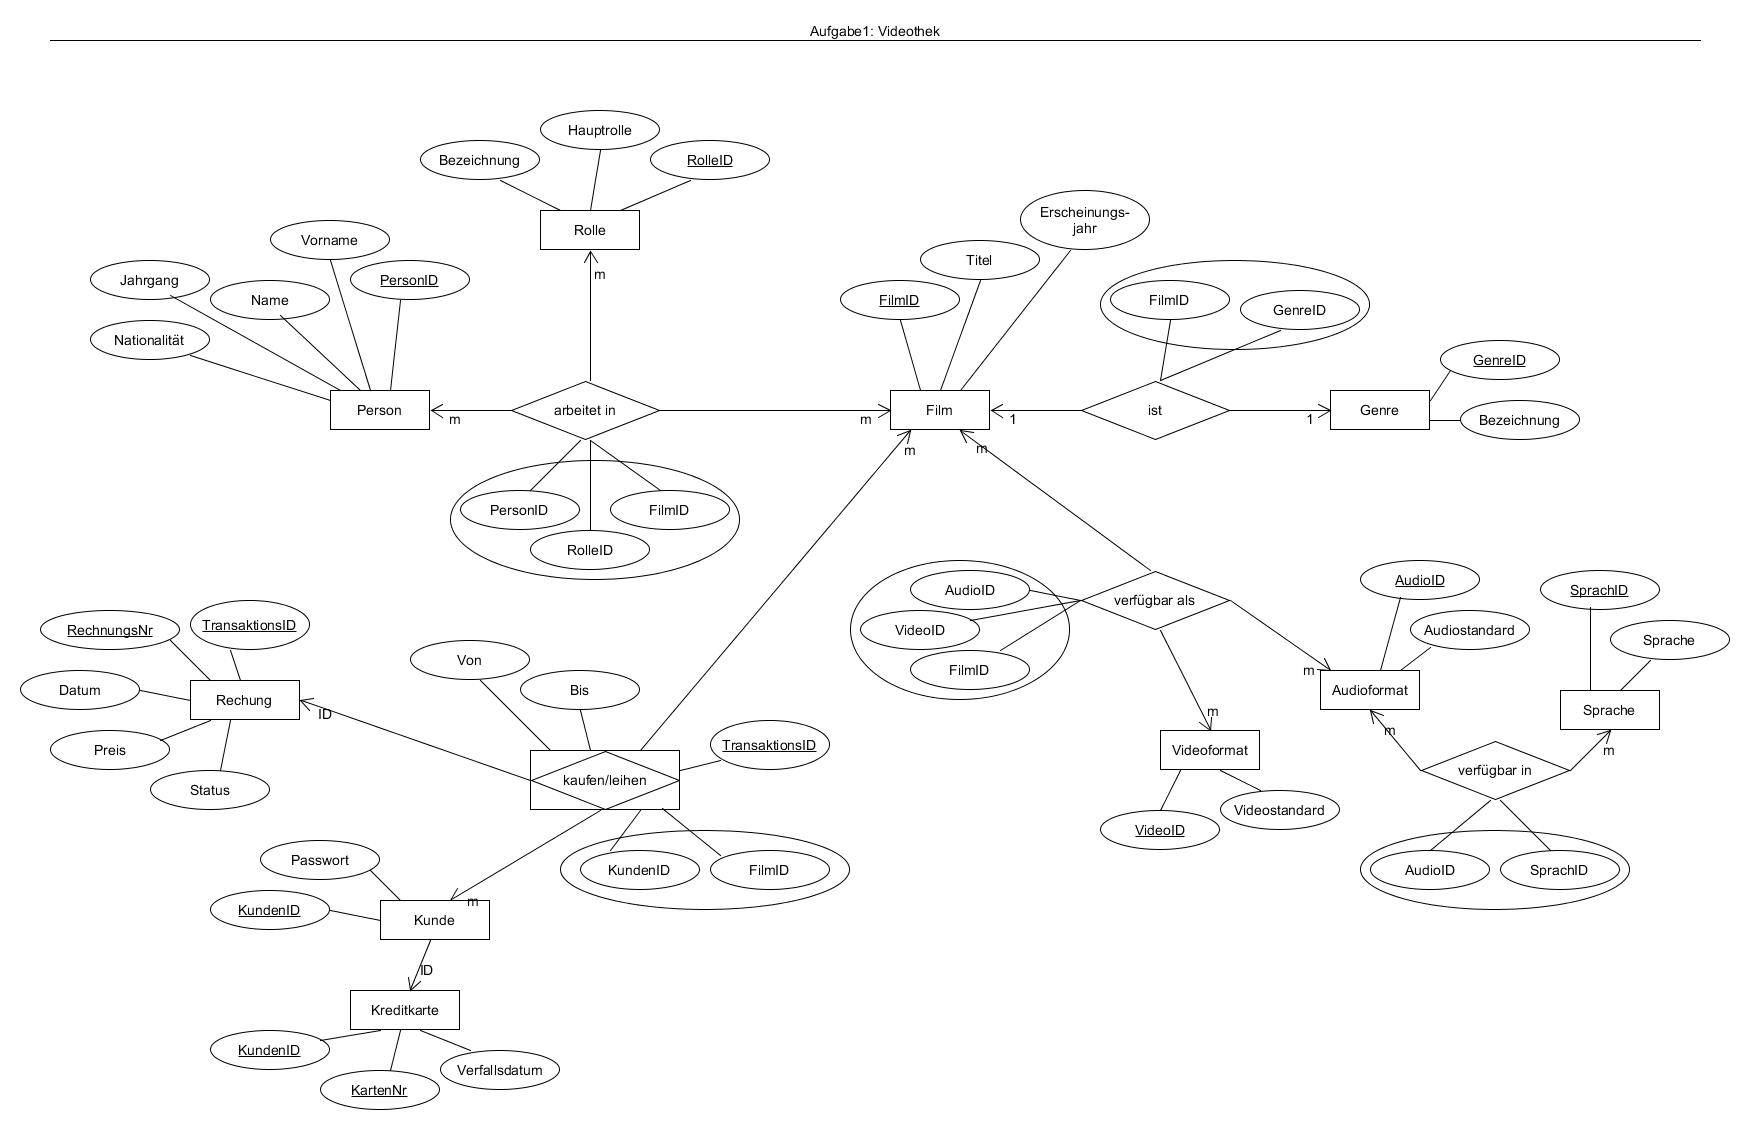 Aufgabe1: Videothek
Hauptrolle
Bezeichnung
RolleID
Rolle
m
Vorname
Jahrgang
Name
PersonID
Nationalität
Person
m
arbeitet in
m
PersonID
RolleID
FilmID
Erscheinungs-
jahr
Titel
FilmID
Film
FilmID
GenreID
1
ist
1
Genre
GenreID
Bezeichnung
m
m
AudioID
VideoID
FilmID
verfügbar als
m
m
AudioID
Audiostandard
Audioformat
SprachID
Sprache
Sprache
m
m
verfügbar in
AudioID
SprachID
Videoformat
VideoID
Videostandard
RechnungsNr
TransaktionsID
Datum
Rechung
Preis
Status
ID
Von
Bis
TransaktionsID
kaufen/leihen
KundenID
FilmID
Passwort
KundenID
m
Kunde
ID
Kreditkarte
KundenID
KartenNr
Verfallsdatum